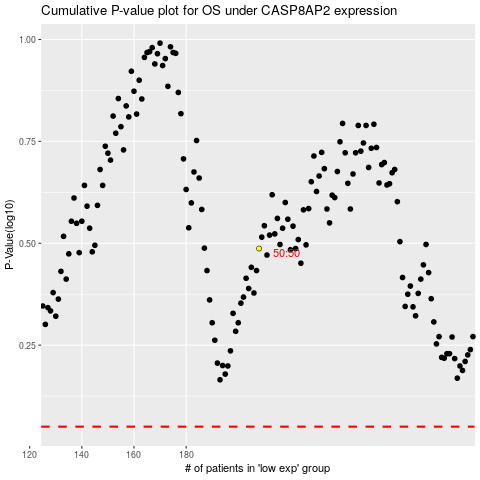 Cumulative P-value plot for OS under CASP8AP2 expression
P-Value(log10)
1.00
0.75
0.50
0.25
50:50
120 140 160 180
# of patients in 'low exp' group